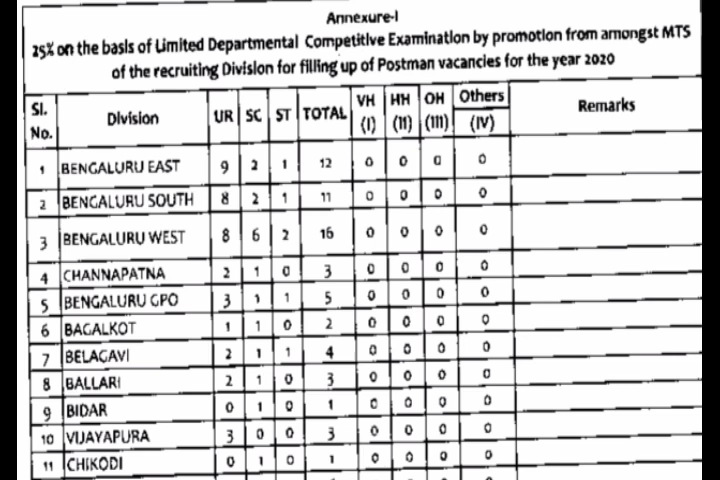 Annexure-I
25% on the basis of Limited Departmental Competitive Examination by promotion from amongst MTS
of the recruiting Division for filling up of Postman vacancies for the year 2020
Sl. No. Division UR SC ST TOTAL VH (I) HH (II) OH (III) Others (IV) Remarks
1 BENGALURU EAST 9 2 1 12 0 0 0 0
2 BENGALURU SOUTH 8 2 1 11 0 0 0 0
3 BENGALURU WEST 8 6 2 16 0 0 0 0
4 CHANNAPATNA 2 1 0 3 0 0 0 0
5 BENGALURU GPO 3 1 1 5 0 0 0 0
6 BAGALKOT 1 1 0 2 0 0 0 0
7 BELAGAVI 2 1 1 4 0 0 0 0
8 BALLARI 2 1 0 3 0 0 0 0
9 BIDAR 0 1 0 1 0 0 0 0
10 VIJAYAPURA 3 0 0 3 0 0 0 0
11 CHIKODI 0 1 0 1 0 0 0 0